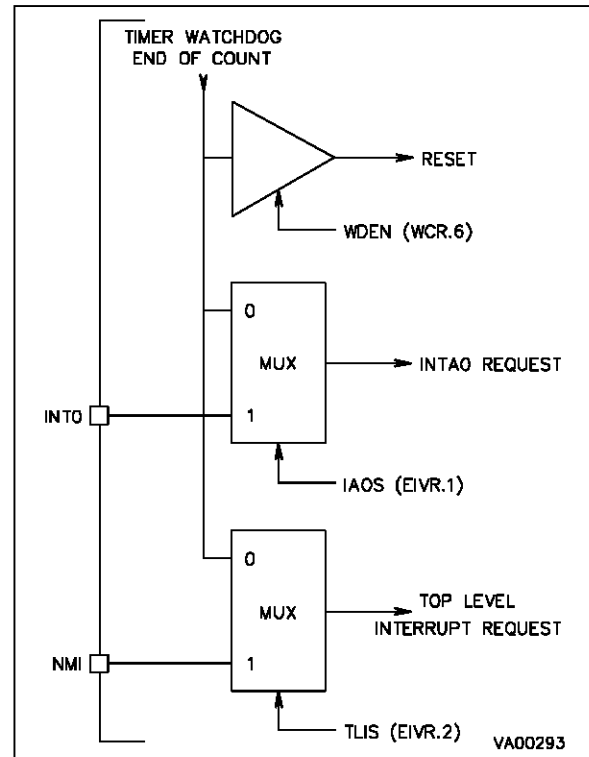 TIMER WATCHDOG
END OF COUNT
RESET
WDEN (WCR.6)
0
MUX
INTA0 REQUEST
INT0
1
IA0S (EIVR.1)
0
MUX
TOP LEVEL
INTERRUPT REQUEST
NMI
1
TLIS (EIVR.2)
VA00293